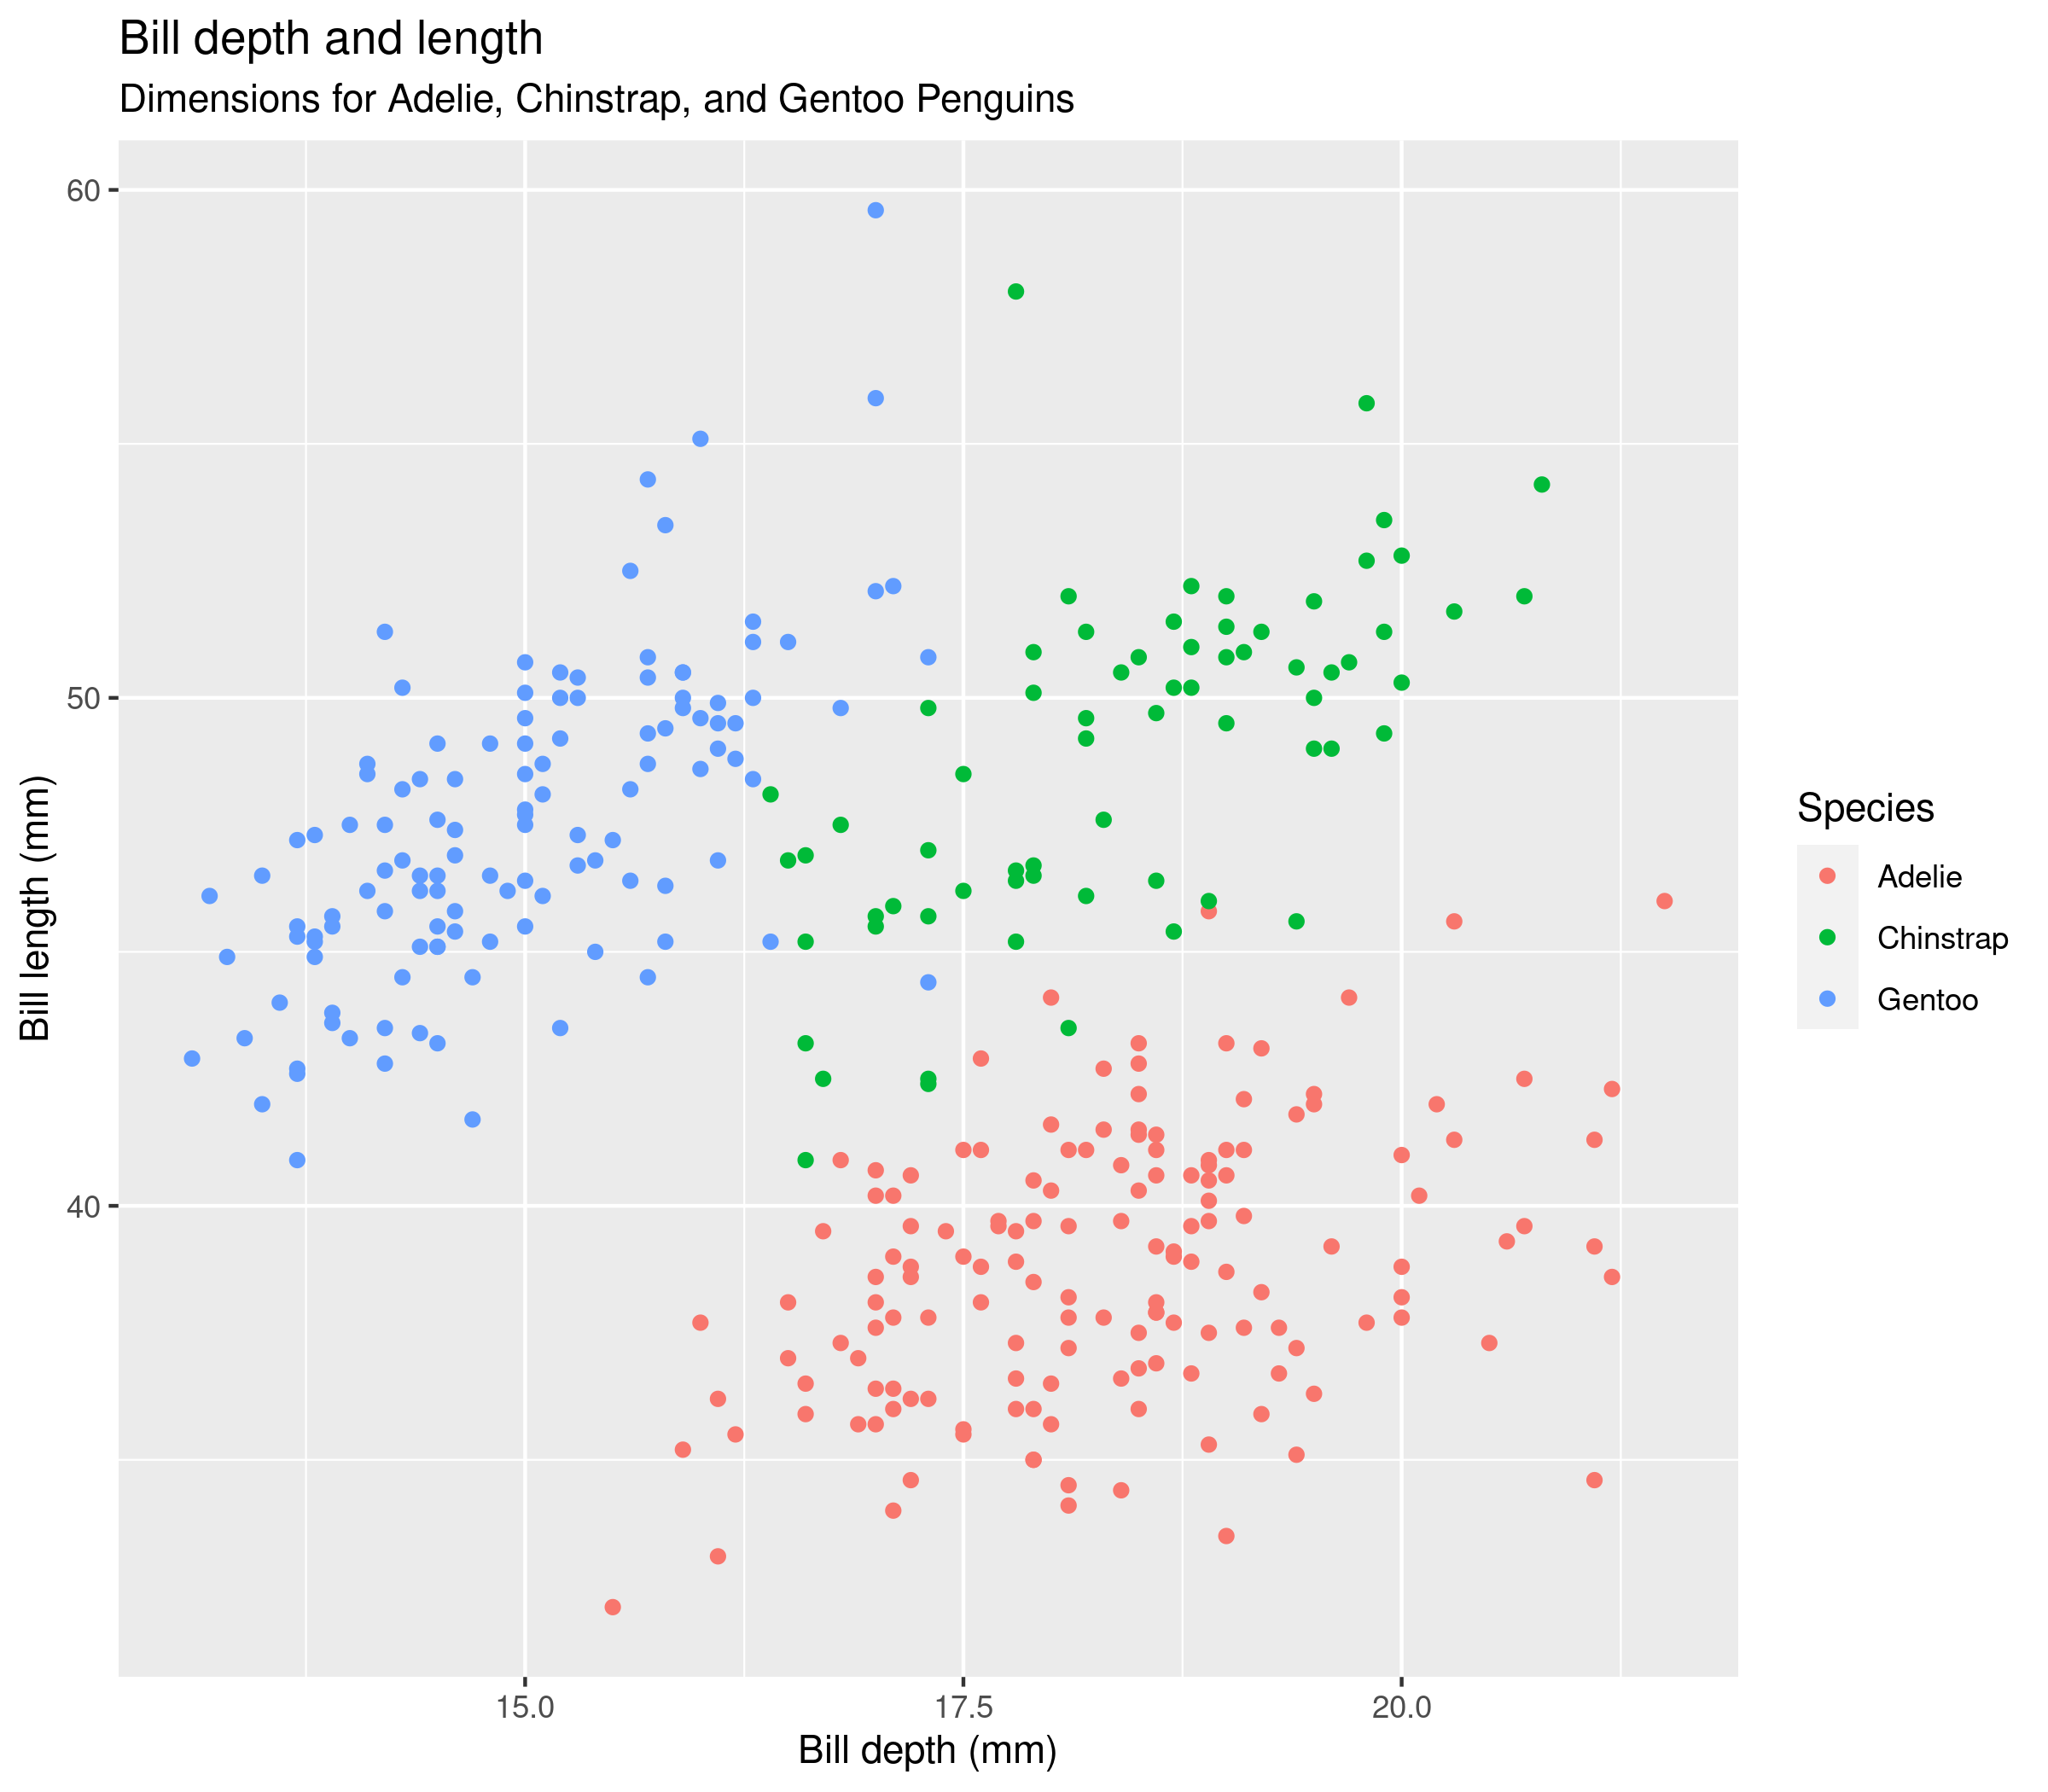 Bill depth and length
Dimensions for Adelie, Chinstrap, and Gentoo Penguins
60
50
40
Bill length (mm)
15.0
17.5
20.0
Bill depth (mm)
Species
Adelie
Chinstrap
Gentoo